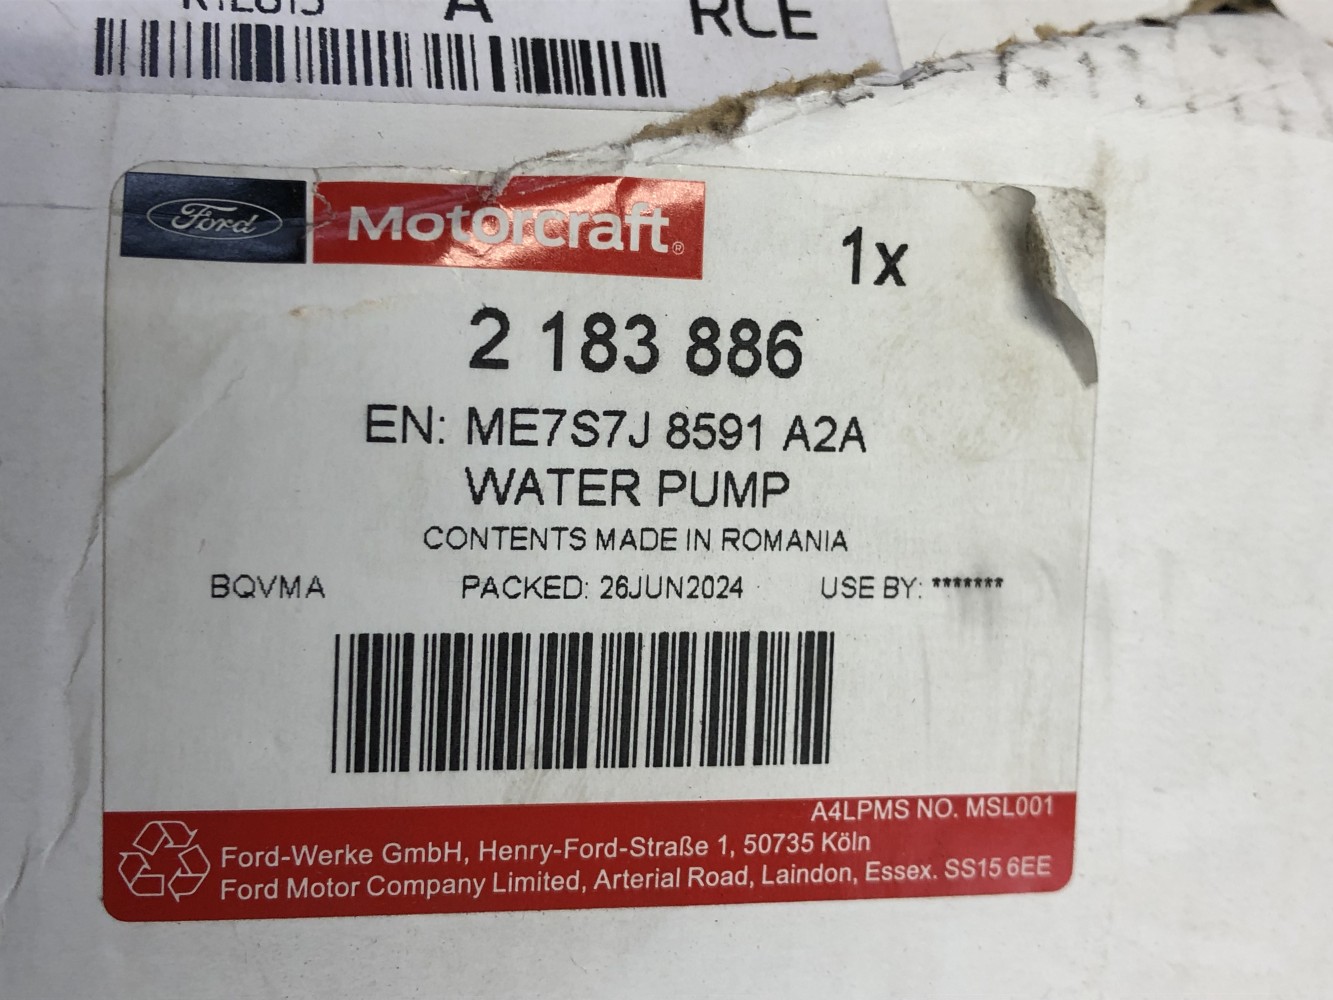 A
RCE
Ford
Motorcraft®
1x
2 183 886
EN: ME7S7J 8591 A2A
WATER PUMP
CONTENTS MADE IN ROMANIA
BQVMA PACKED: 26JUN2024 USE BY: *******
A4LPMS NO. MSL001
Ford-Werke GmbH, Henry-Ford-Straße 1, 50735 Köln
Ford Motor Company Limited, Arterial Road, Laindon, Essex. SS15 6EE